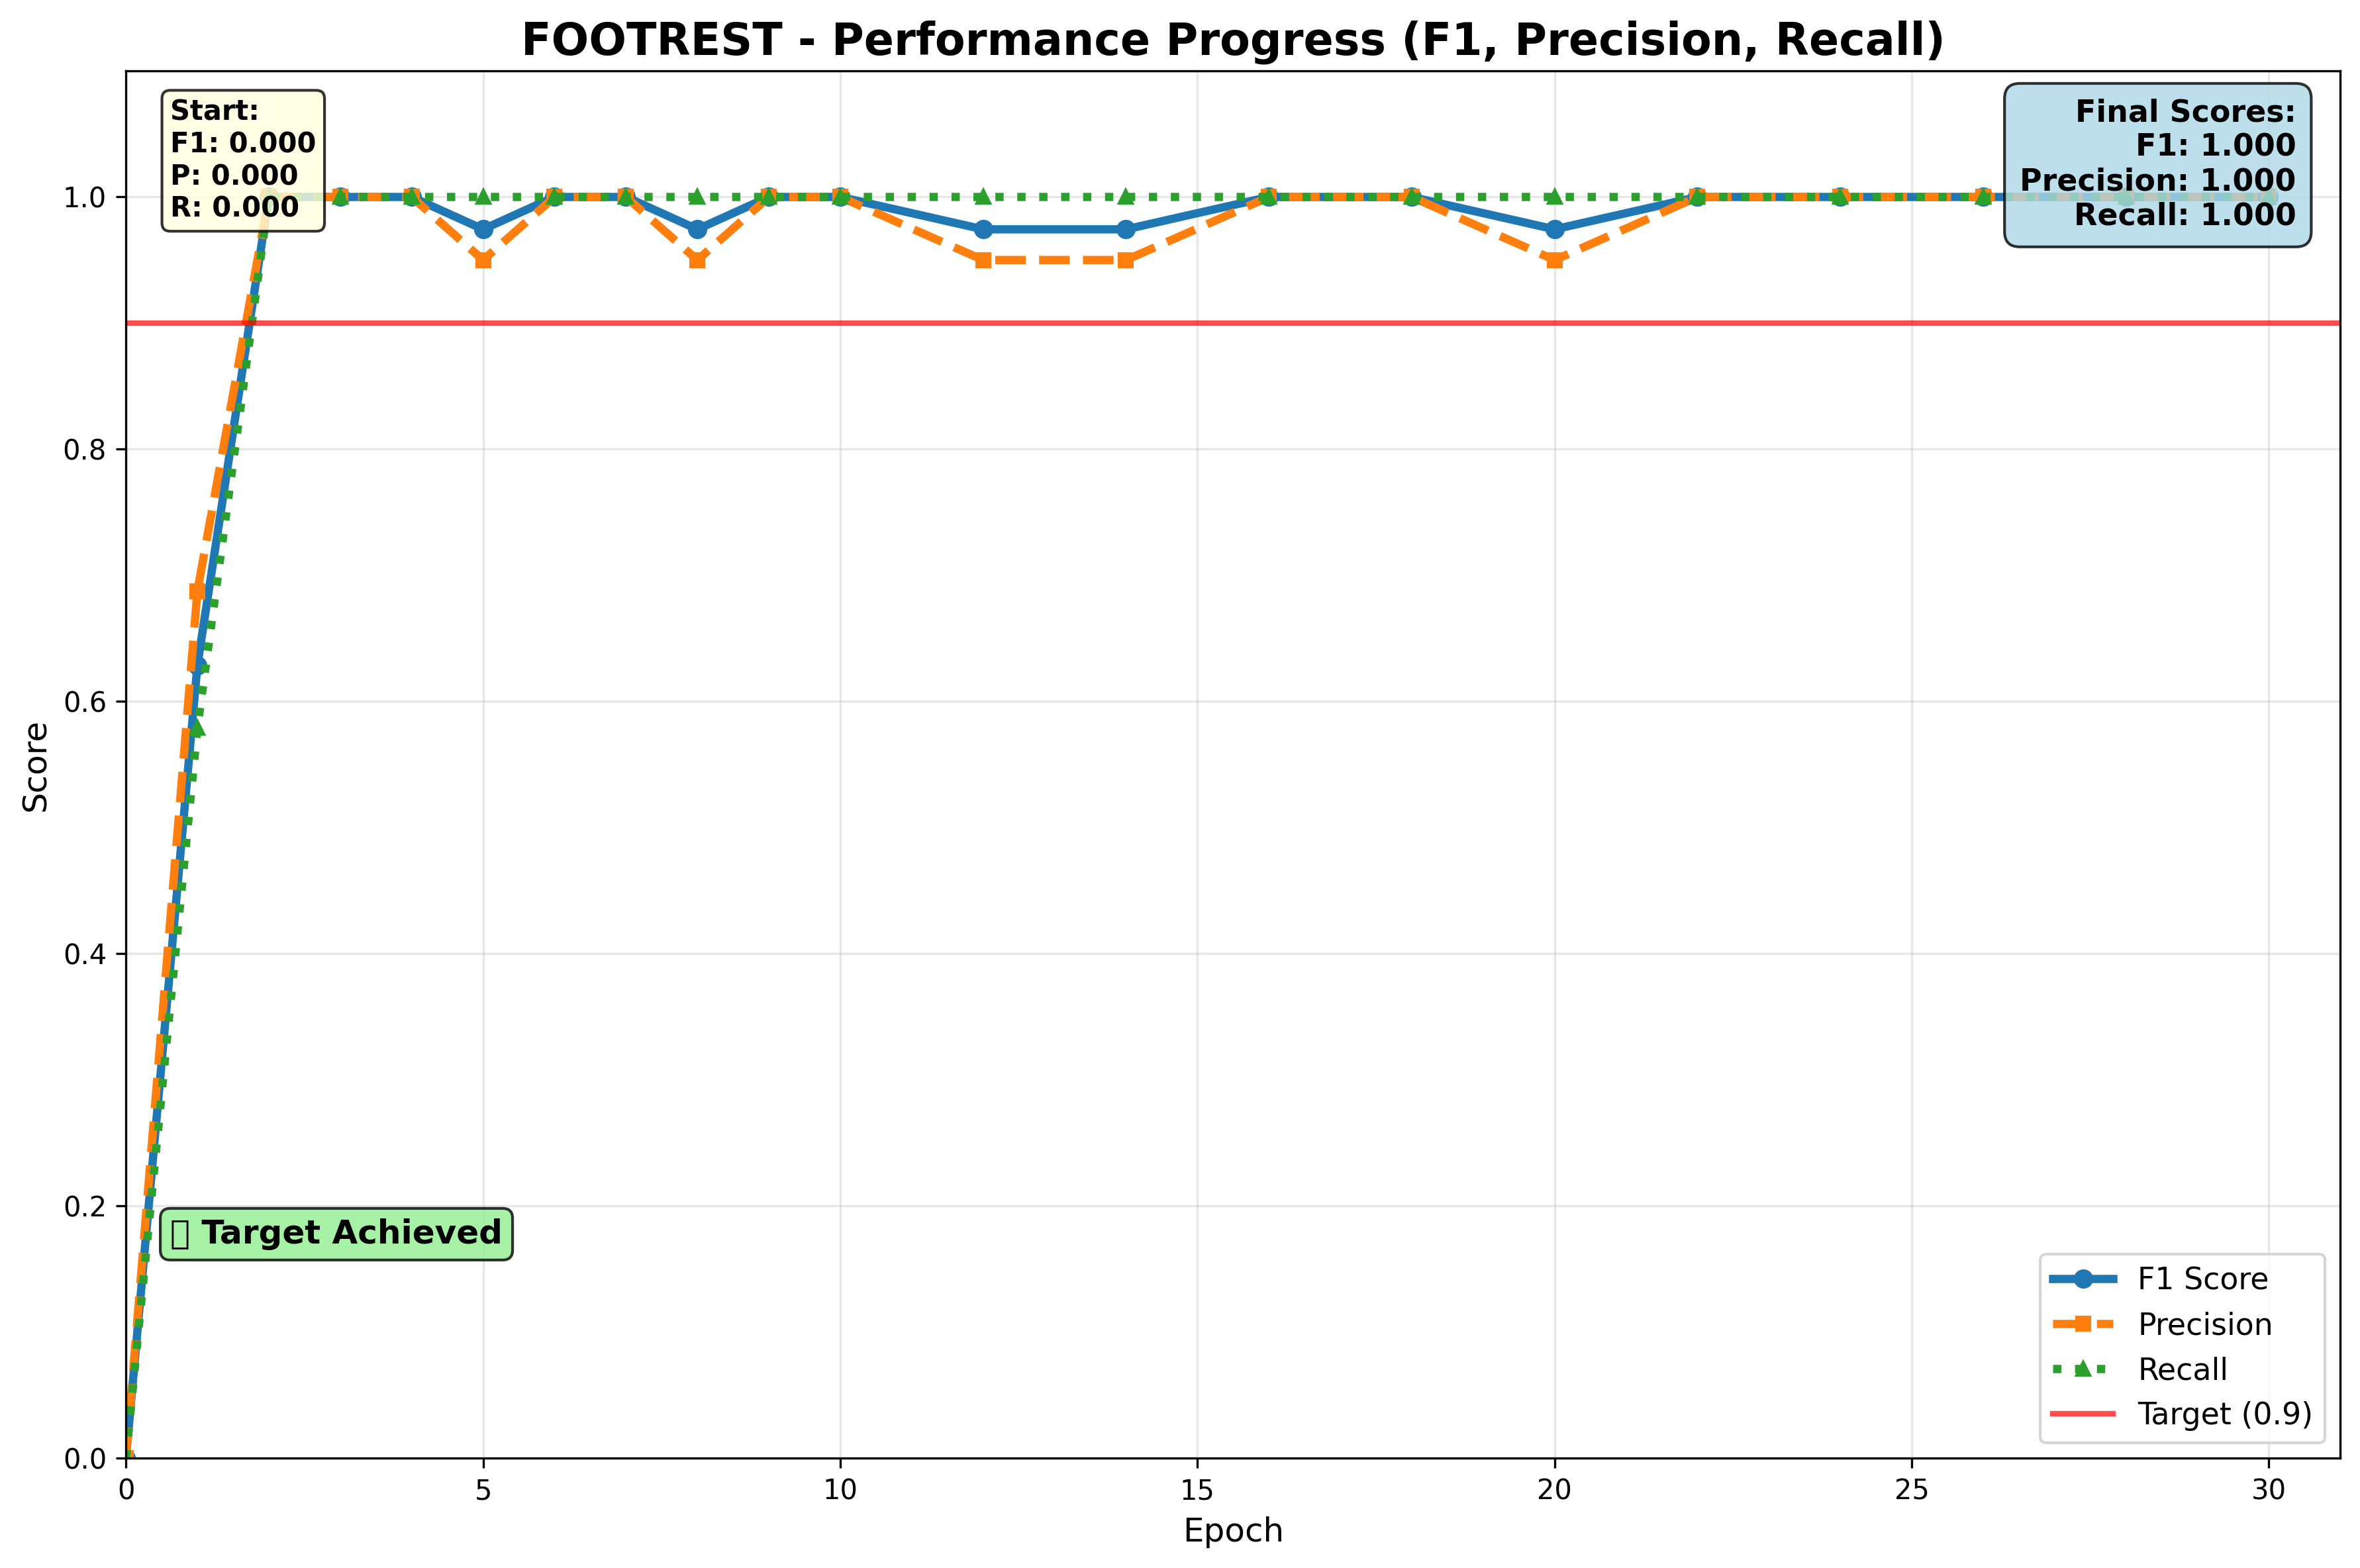 FOOTREST - Performance Progress (F1, Precision, Recall)
Start:
F1: 0.000
P: 0.000
R: 0.000
Final Scores:
F1: 1.000
Precision: 1.000
Recall: 1.000
1.0
0.8
0.6
0.4
0.2
0.0
Score
Target Achieved
F1 Score
Precision
Recall
Target (0.9)
0 5 10 15 20 25 30
Epoch